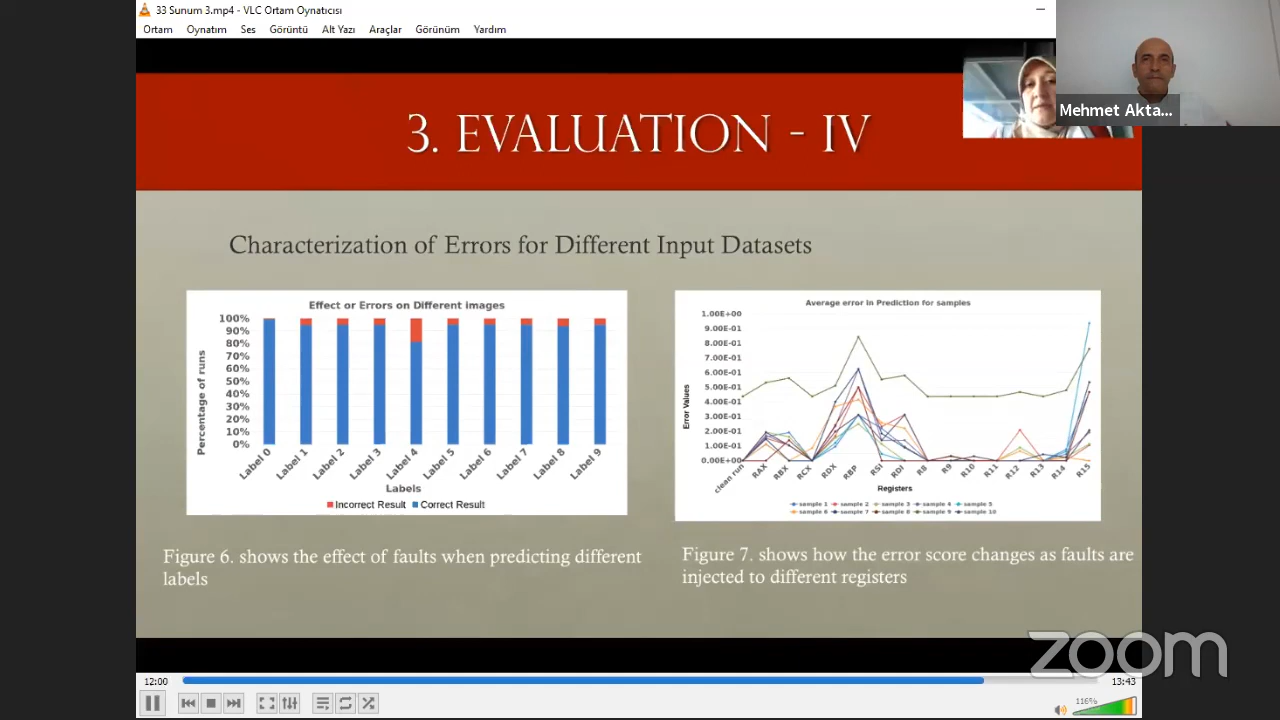 33 Sunum 3.mp4 - VLC Ortam Oynatıcısı
Ortam Oynatım Ses Görüntü Alt Yazı Araçlar Görünüm Yardım
Mehmet Akta...
3. EVALUATION - IV
Characterization of Errors for Different Input Datasets
Effect or Errors on Different images
100%
90%
80%
70%
60%
50%
40%
30%
20%
10%
0%
Percentage of runs
Label 0 Label 1 Label 2 Label 3 Label 4 Label 5 Label 6 Label 7 Label 8 Label 9
Labels
Incorrect Result Correct Result
Average error in Prediction for samples
1.00E+00
9.00E-01
8.00E-01
7.00E-01
6.00E-01
5.00E-01
4.00E-01
3.00E-01
2.00E-01
1.00E-01
0.00E+00
Error Values
clean run RAX RBX RCX RDX RBP RSI RDI R8 R9 R10 R11 R12 R13 R14 R15
Registers
sample 1 sample 2 sample 3 sample 4 sample 5
sample 6 sample 7 sample 8 sample 9 sample 10
Figure 6. shows the effect of faults when predicting different
labels
Figure 7. shows how the error score changes as faults are
injected to different registers
zoom
12:00
13:43
116%